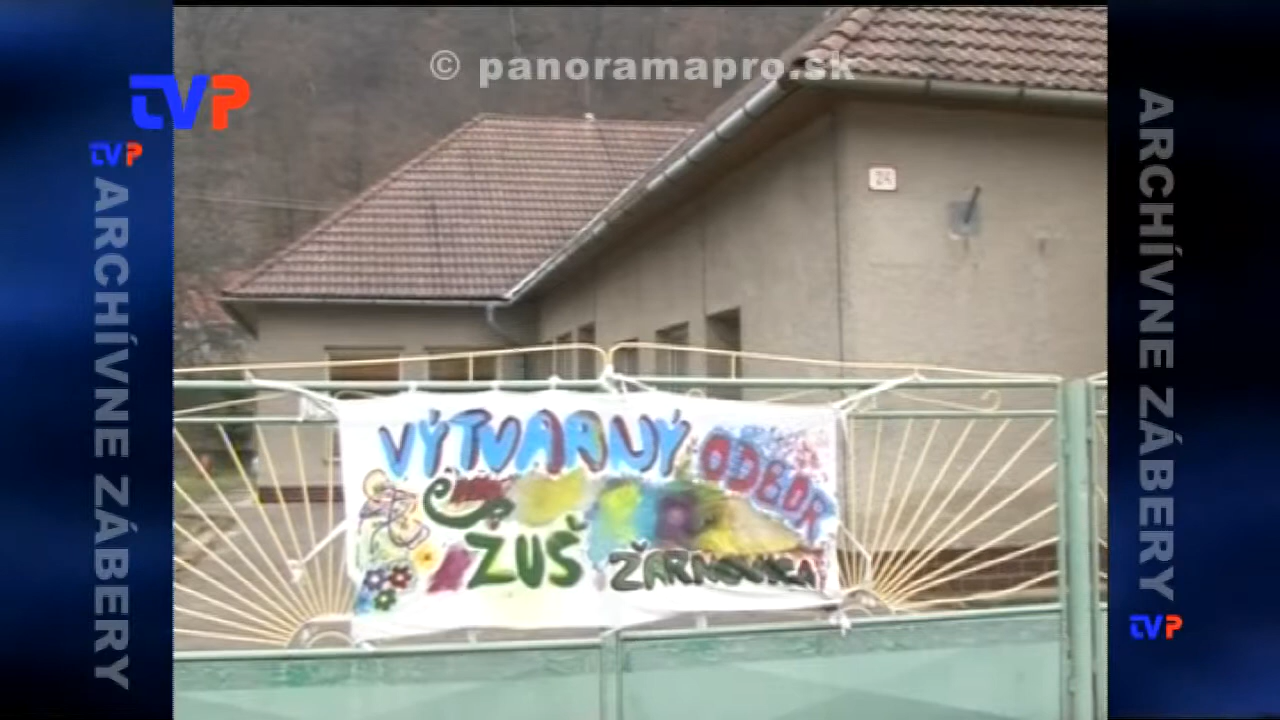 © panoramapro.sk
TVP
TVP
ARCHÍVNE ZÁBERY
ARCHÍVNE ZÁBERY
TVP
24
VÝTVARNÝ
ODBOR
ZUŠ
ŽARNOVICA